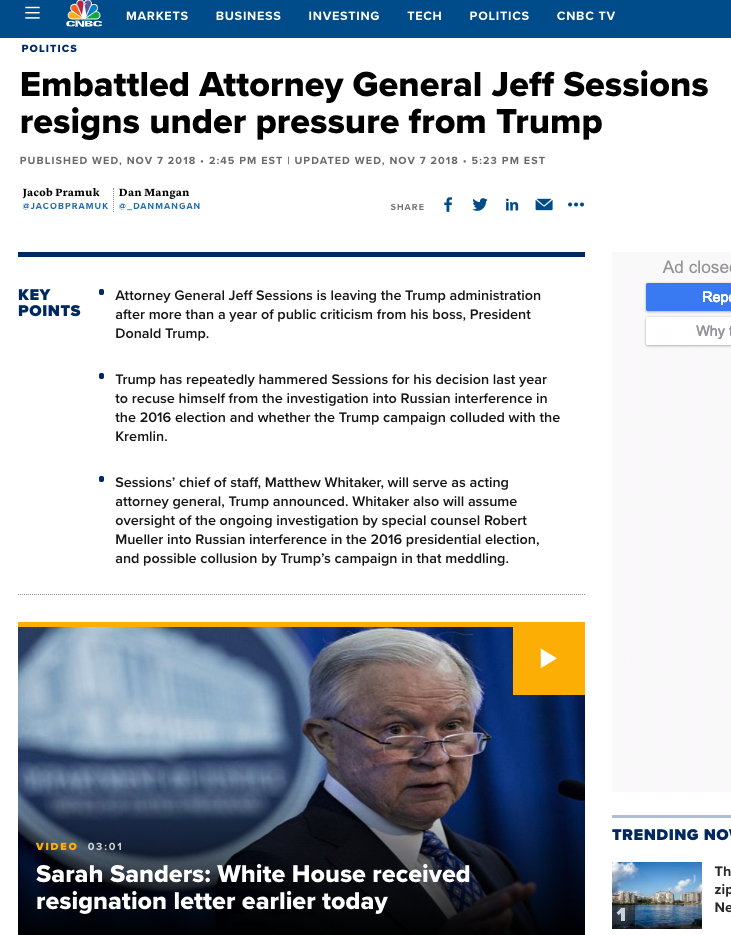 CNBC
MARKETS BUSINESS INVESTING TECH POLITICS CNBC TV
POLITICS
Embattled Attorney General Jeff Sessions
resigns under pressure from Trump
PUBLISHED WED, NOV 7 2018 • 2:45 PM EST | UPDATED WED, NOV 7 2018 • 5:23 PM EST
Jacob Pramuk Dan Mangan
@JACOBPRAMUK @_DANMANGAN
SHARE
KEY
POINTS
Attorney General Jeff Sessions is leaving the Trump administration
after more than a year of public criticism from his boss, President
Donald Trump.
Trump has repeatedly hammered Sessions for his decision last year
to recuse himself from the investigation into Russian interference in
the 2016 election and whether the Trump campaign colluded with the
Kremlin.
Sessions’ chief of staff, Matthew Whitaker, will serve as acting
attorney general, Trump announced. Whitaker also will assume
oversight of the ongoing investigation by special counsel Robert
Mueller into Russian interference in the 2016 presidential election,
and possible collusion by Trump’s campaign in that meddling.
VIDEO 03:01
Sarah Sanders: White House received
resignation letter earlier today
Ad close
Repo
Why
TRENDING NO
1
Th
zip
Ne